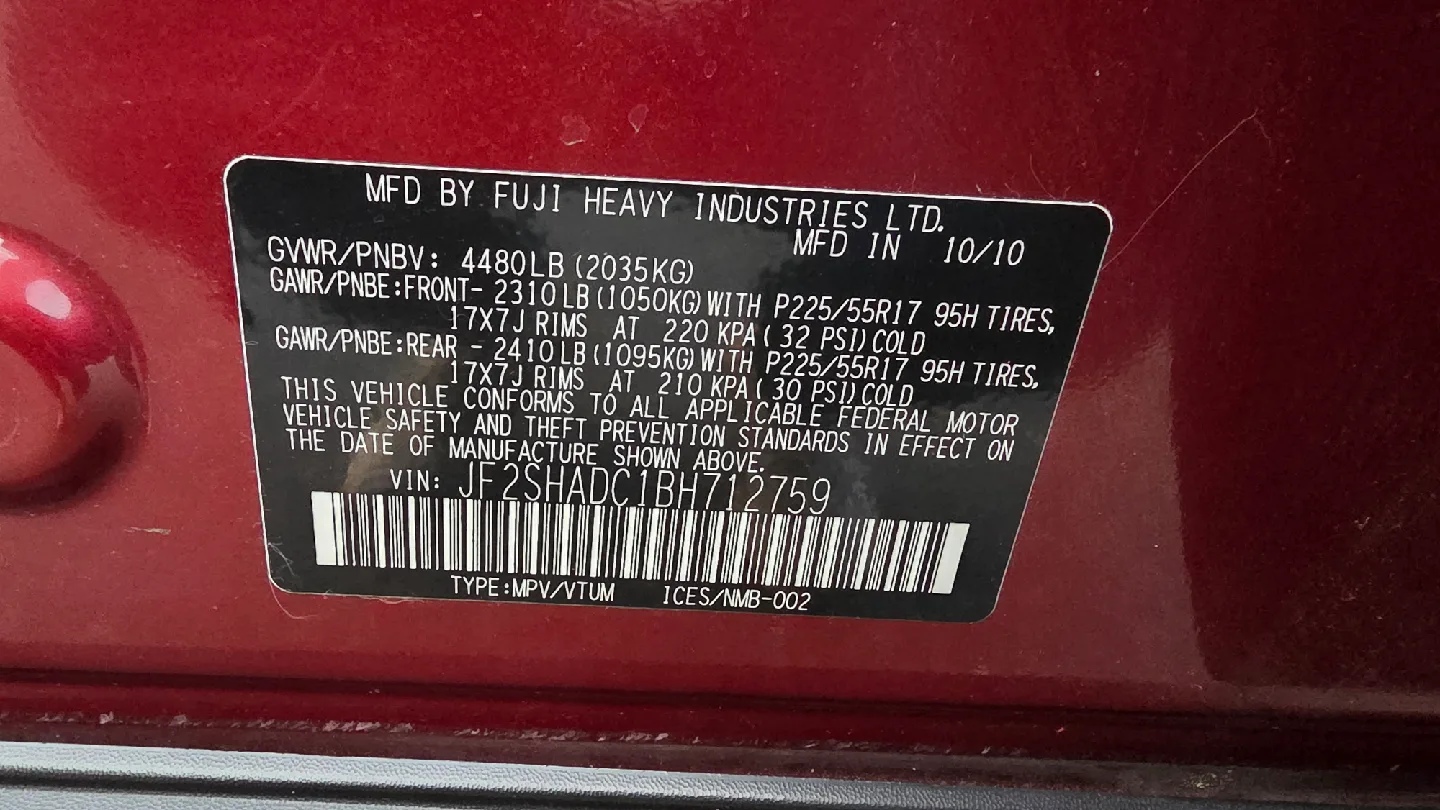 MFD BY FUJI HEAVY INDUSTRIES LTD.
MFD IN 10/10
GVWR/PNBV: 4480LB (2035KG)
GAWR/PNBE:FRONT- 2310LB (1050KG) WITH P225/55R17 95H TIRES,
17X7J RIMS AT 220 KPA ( 32 PSI) COLD
GAWR/PNBE:REAR - 2410LB (1095KG) WITH P225/55R17 95H TIRES,
17X7J RIMS AT 210 KPA ( 30 PSI) COLD
THIS VEHICLE CONFORMS TO ALL APPLICABLE FEDERAL MOTOR
VEHICLE SAFETY AND THEFT PREVENTION STANDARDS IN EFFECT ON
THE DATE OF MANUFACTURE SHOWN ABOVE.
VIN: JF2SHADC1BH712759
TYPE:MPV/VTUM ICES/NMB-002